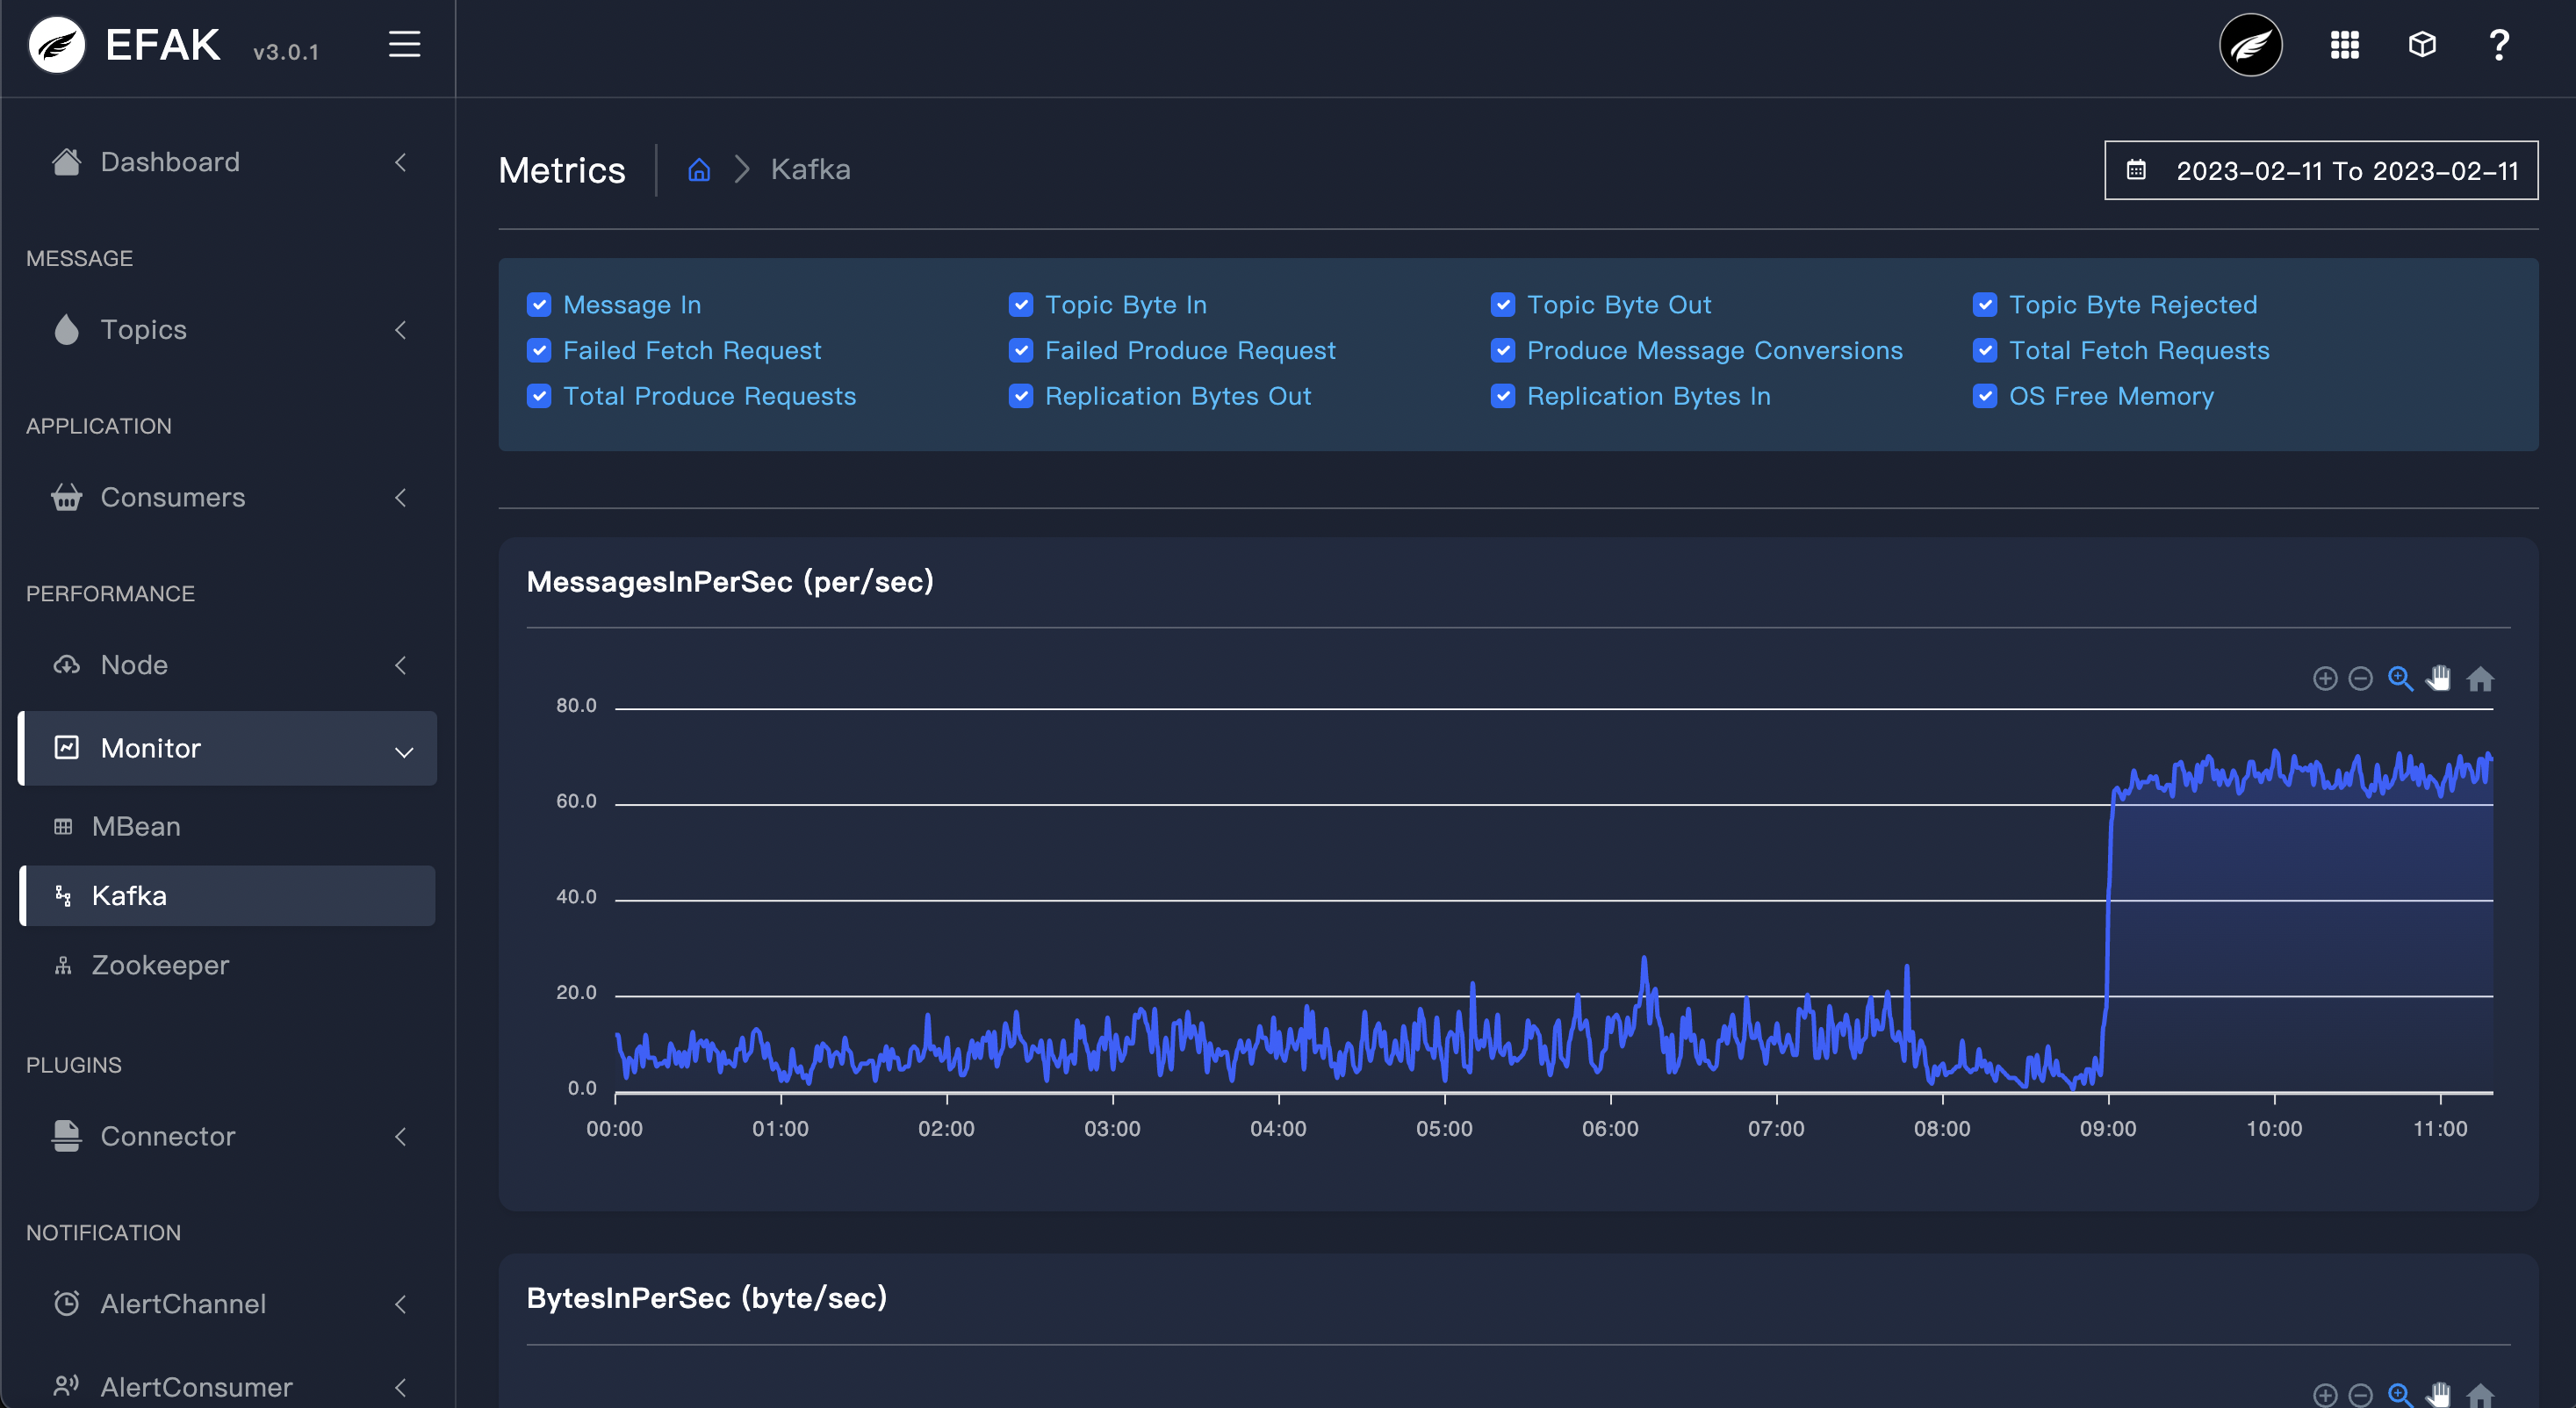 EFAK v3.0.1
Dashboard
MESSAGE
Topics
APPLICATION
Consumers
PERFORMANCE
Node
Monitor
MBean
Kafka
Zookeeper
PLUGINS
Connector
NOTIFICATION
AlertChannel
AlertConsumer
Metrics Kafka
2023-02-11 To 2023-02-11
Message In Topic Byte In Topic Byte Out Topic Byte Rejected
Failed Fetch Request Failed Produce Request Produce Message Conversions Total Fetch Requests
Total Produce Requests Replication Bytes Out Replication Bytes In OS Free Memory
MessagesInPerSec (per/sec)
80.0
60.0
40.0
20.0
0.0
00:00 01:00 02:00 03:00 04:00 05:00 06:00 07:00 08:00 09:00 10:00 11:00
BytesInPerSec (byte/sec)